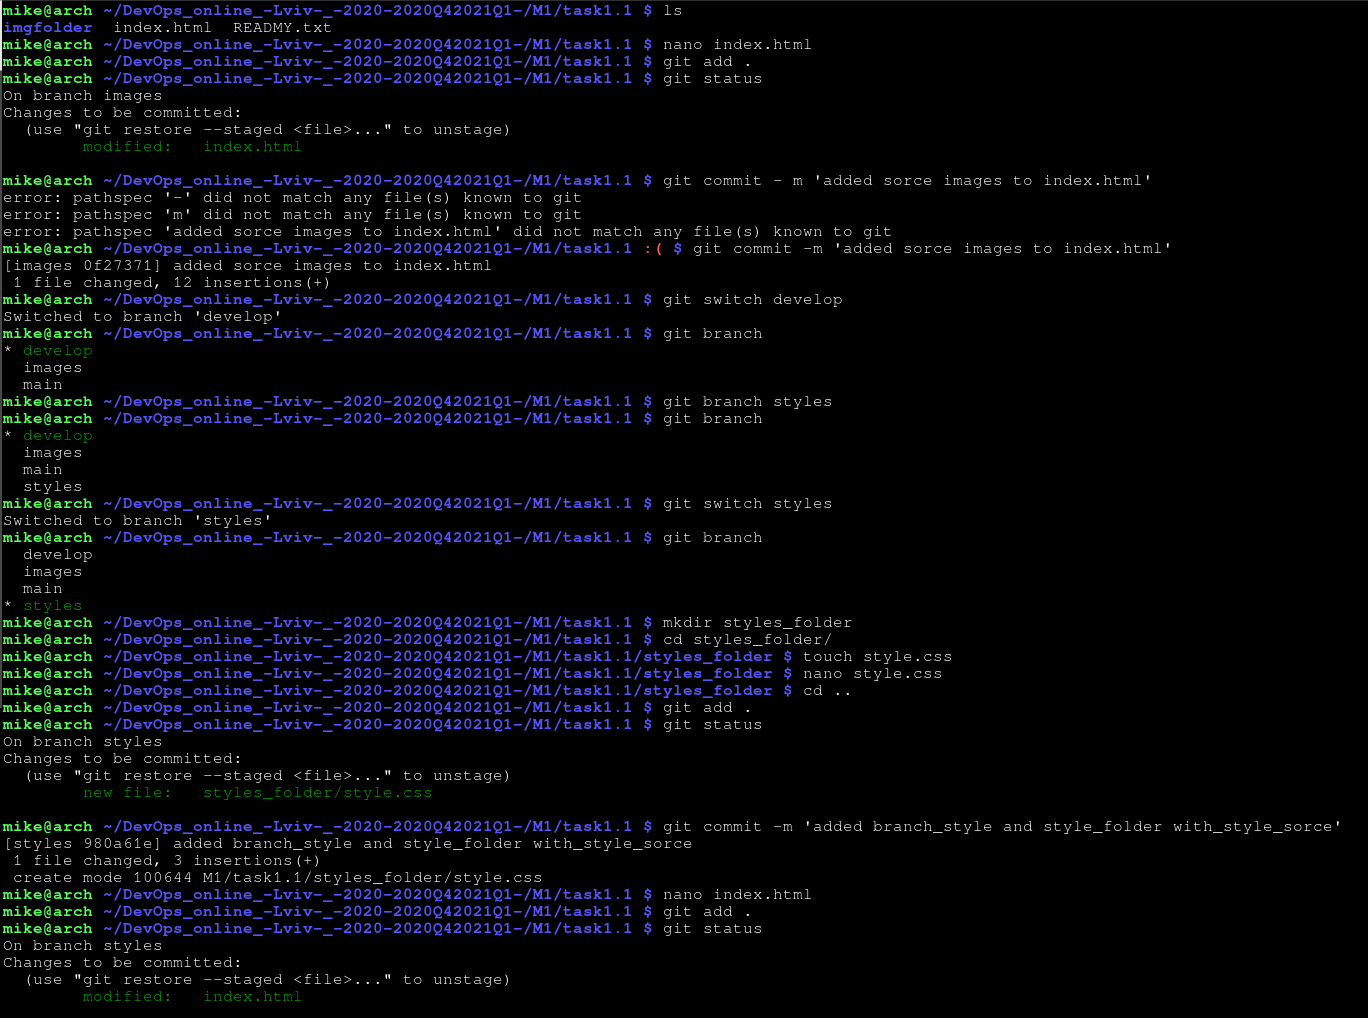 mike@arch ~/DevOps_online_-Lviv-_-2020-2020Q42021Q1-/M1/task1.1 $ ls
imgfolder  index.html  READMY.txt
mike@arch ~/DevOps_online_-Lviv-_-2020-2020Q42021Q1-/M1/task1.1 $ nano index.html
mike@arch ~/DevOps_online_-Lviv-_-2020-2020Q42021Q1-/M1/task1.1 $ git add .
mike@arch ~/DevOps_online_-Lviv-_-2020-2020Q42021Q1-/M1/task1.1 $ git status
On branch images
Changes to be committed:
  (use "git restore --staged <file>..." to unstage)
        modified:   index.html

mike@arch ~/DevOps_online_-Lviv-_-2020-2020Q42021Q1-/M1/task1.1 $ git commit - m 'added sorce images to index.html'
error: pathspec '-' did not match any file(s) known to git
error: pathspec 'm' did not match any file(s) known to git
error: pathspec 'added sorce images to index.html' did not match any file(s) known to git
mike@arch ~/DevOps_online_-Lviv-_-2020-2020Q42021Q1-/M1/task1.1 :( $ git commit -m 'added sorce images to index.html'
[images 0f27371] added sorce images to index.html
 1 file changed, 12 insertions(+)
mike@arch ~/DevOps_online_-Lviv-_-2020-2020Q42021Q1-/M1/task1.1 $ git switch develop
Switched to branch 'develop'
mike@arch ~/DevOps_online_-Lviv-_-2020-2020Q42021Q1-/M1/task1.1 $ git branch
* develop
  images
  main
mike@arch ~/DevOps_online_-Lviv-_-2020-2020Q42021Q1-/M1/task1.1 $ git branch styles
mike@arch ~/DevOps_online_-Lviv-_-2020-2020Q42021Q1-/M1/task1.1 $ git branch
* develop
  images
  main
  styles
mike@arch ~/DevOps_online_-Lviv-_-2020-2020Q42021Q1-/M1/task1.1 $ git switch styles
Switched to branch 'styles'
mike@arch ~/DevOps_online_-Lviv-_-2020-2020Q42021Q1-/M1/task1.1 $ git branch
  develop
  images
  main
* styles
mike@arch ~/DevOps_online_-Lviv-_-2020-2020Q42021Q1-/M1/task1.1 $ mkdir styles_folder
mike@arch ~/DevOps_online_-Lviv-_-2020-2020Q42021Q1-/M1/task1.1 $ cd styles_folder/
mike@arch ~/DevOps_online_-Lviv-_-2020-2020Q42021Q1-/M1/task1.1/styles_folder $ touch style.css
mike@arch ~/DevOps_online_-Lviv-_-2020-2020Q42021Q1-/M1/task1.1/styles_folder $ nano style.css
mike@arch ~/DevOps_online_-Lviv-_-2020-2020Q42021Q1-/M1/task1.1/styles_folder $ cd ..
mike@arch ~/DevOps_online_-Lviv-_-2020-2020Q42021Q1-/M1/task1.1 $ git add .
mike@arch ~/DevOps_online_-Lviv-_-2020-2020Q42021Q1-/M1/task1.1 $ git status
On branch styles
Changes to be committed:
  (use "git restore --staged <file>..." to unstage)
        new file:   styles_folder/style.css

mike@arch ~/DevOps_online_-Lviv-_-2020-2020Q42021Q1-/M1/task1.1 $ git commit -m 'added branch_style and style_folder with_style_sorce'
[styles 980a61e] added branch_style and style_folder with_style_sorce
 1 file changed, 3 insertions(+)
 create mode 100644 M1/task1.1/styles_folder/style.css
mike@arch ~/DevOps_online_-Lviv-_-2020-2020Q42021Q1-/M1/task1.1 $ nano index.html
mike@arch ~/DevOps_online_-Lviv-_-2020-2020Q42021Q1-/M1/task1.1 $ git add .
mike@arch ~/DevOps_online_-Lviv-_-2020-2020Q42021Q1-/M1/task1.1 $ git status
On branch styles
Changes to be committed:
  (use "git restore --staged <file>..." to unstage)
        modified:   index.html